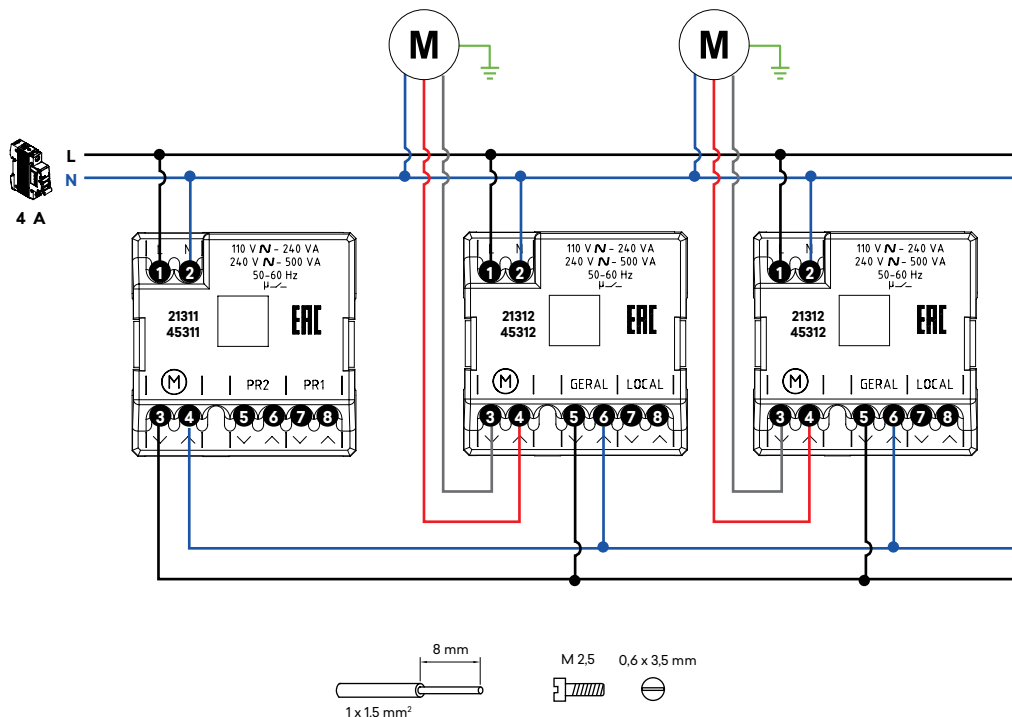 M M
L
N
4 A
N
1 2
110 V ~ - 240 VA
240 V ~ - 500 VA
50-60 Hz
µ
21311
45311
EAC
M PR2 PR1
3 4 5 6 7 8
N
1 2
110 V ~ - 240 VA
240 V ~ - 500 VA
50-60 Hz
µ
21312
45312
EAC
M GERAL LOCAL
3 4 5 6 7 8
N
1 2
110 V ~ - 240 VA
240 V ~ - 500 VA
50-60 Hz
µ
21312
45312
EAC
M GERAL LOCAL
3 4 5 6 7 8
8 mm
1 x 1,5 mm²
M 2,5
0,6 x 3,5 mm